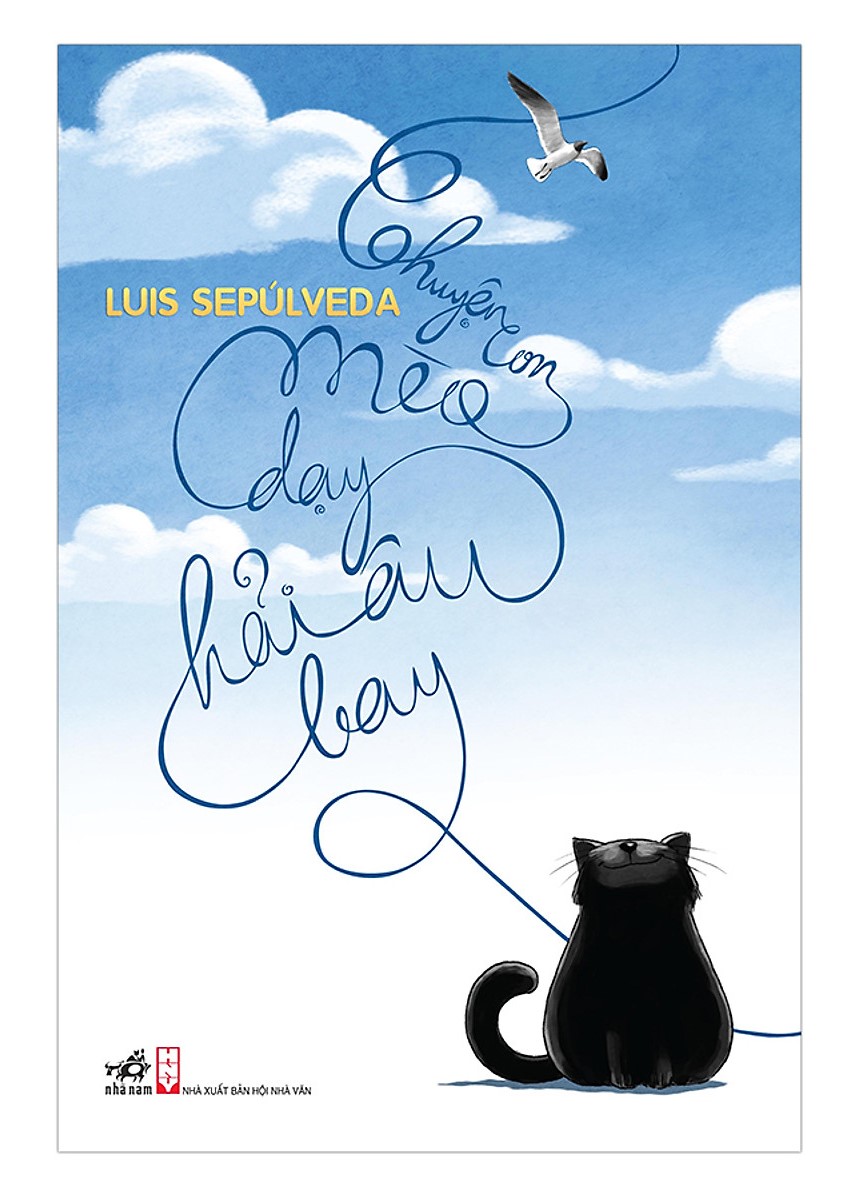 Chuyện con
LUIS SEPÚLVEDA
mèo
dạy
hải âu
bay
nhã nam
NHÀ XUẤT BẢN HỘI NHÀ VĂN